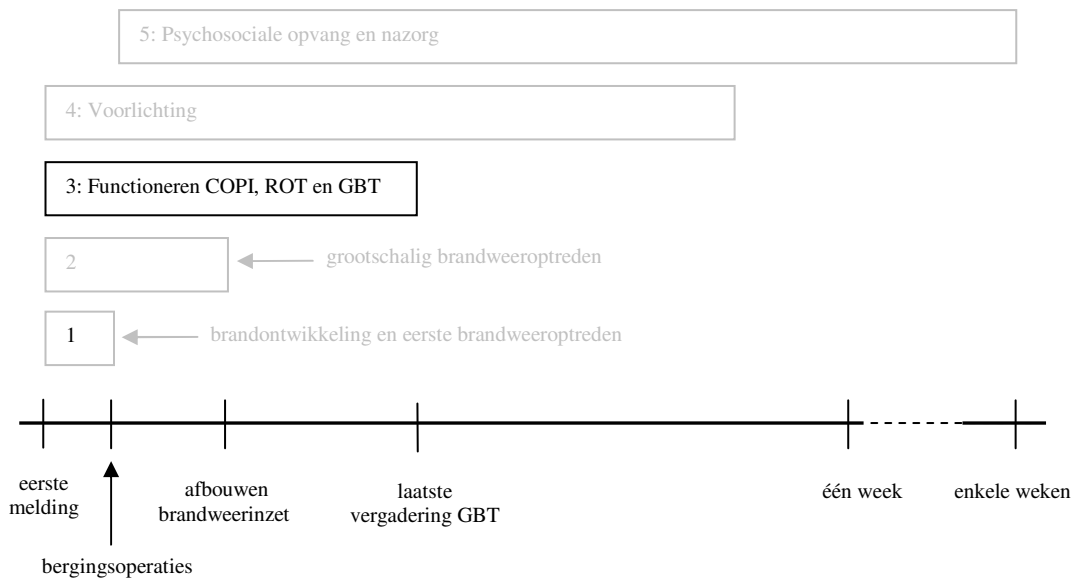 5: Psychosociale opvang en nazorg
4: Voorlichting
3: Functioneren COPI, ROT en GBT
2
grootschalig brandweeroptreden
1
brandontwikkeling en eerste brandweeroptreden
eerste
melding
bergingsoperaties
afbouwen
brandweerinzet
laatste
vergadering GBT
één week
enkele weken